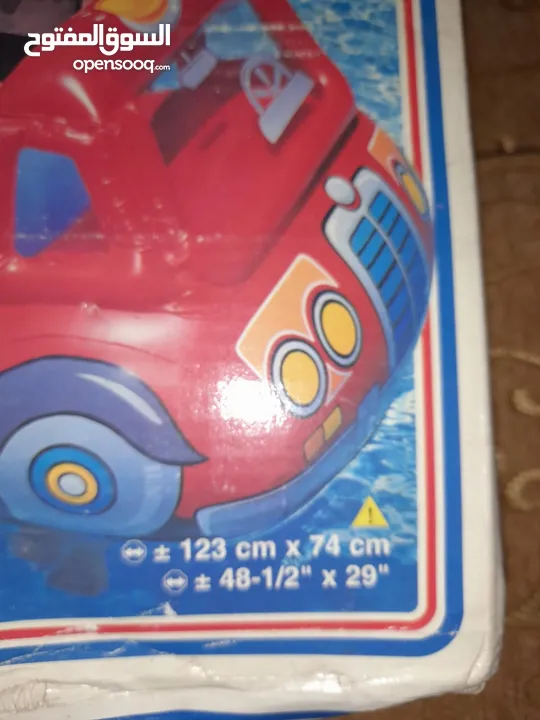 السوق المفتوح
opensooq.com
± 123 cm x 74 cm
± 48-1/2" x 29"